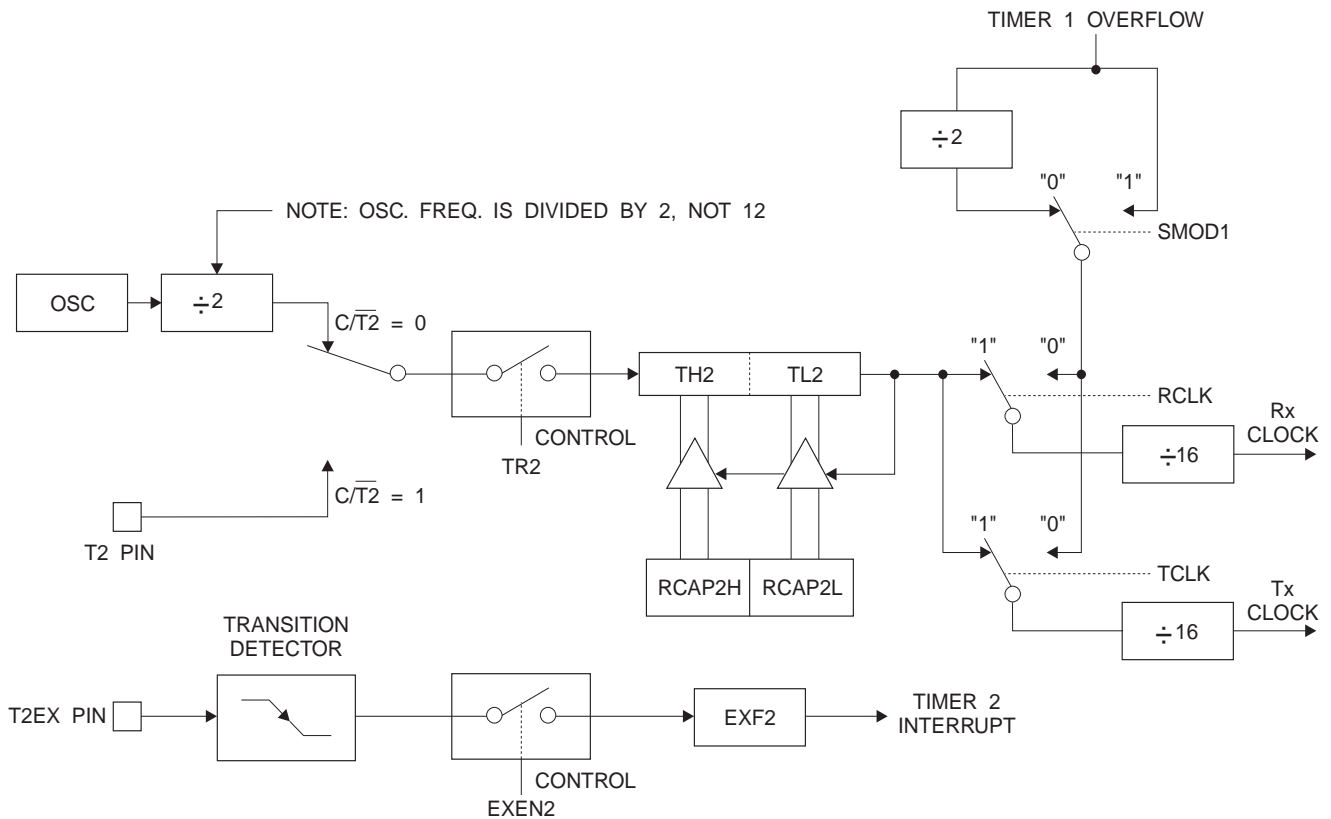 TIMER 1 OVERFLOW
÷2
"0" "1"
NOTE: OSC. FREQ. IS DIVIDED BY 2, NOT 12
SMOD1
OSC
÷2
C/T̅2̅ = 0
"1" "0"
TH2 TL2
RCLK
Rx
CLOCK
CONTROL
TR2
÷16
C/T̅2̅ = 1
"1" "0"
T2 PIN
TCLK
RCAP2H RCAP2L
Tx
CLOCK
÷16
TRANSITION
DETECTOR
T2EX PIN
EXF2
TIMER 2
INTERRUPT
CONTROL
EXEN2